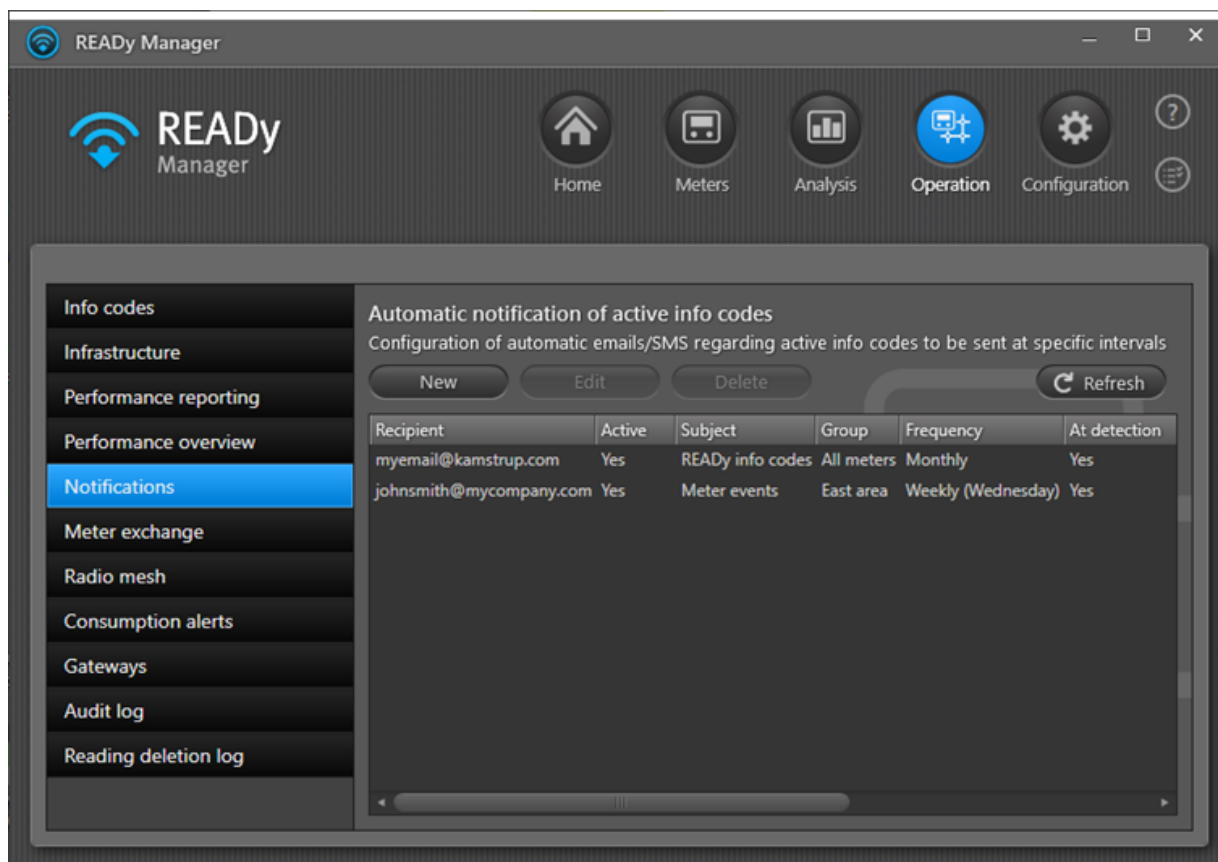 READy Manager
READy
Manager
Home Meters Analysis Operation Configuration
?
Info codes
Infrastructure
Performance reporting
Performance overview
Notifications
Meter exchange
Radio mesh
Consumption alerts
Gateways
Audit log
Reading deletion log
Automatic notification of active info codes
Configuration of automatic emails/SMS regarding active info codes to be sent at specific intervals
New Edit Delete Refresh
Recipient Active Subject Group Frequency At detection
myemail@kamstrup.com Yes READy info codes All meters Monthly Yes
johnsmith@mycompany.com Yes Meter events East area Weekly (Wednesday) Yes